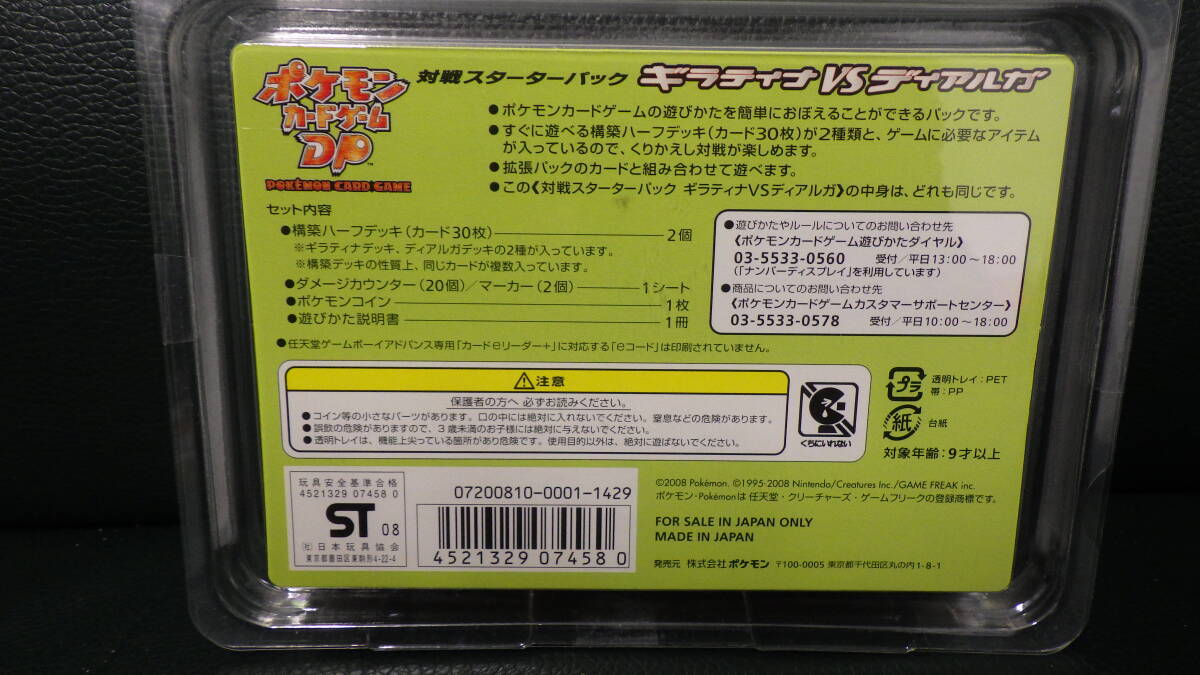 ポケモン
カードゲーム
DP™
POKÉMON CARD GAME
対戦スターターパック ギラティナVSディアルガ
●ポケモンカードゲームの遊びかたを簡単におぼえることができるパックです。
●すぐに遊べる構築ハーフデッキ(カード30枚)が2種類と、ゲームに必要なアイテム
が入っているので、くりかえし対戦が楽しめます。
●拡張パックのカードと組み合わせて遊べます。
●この《対戦スターターパック ギラティナVSディアルガ》の中身は、どれも同じです。
セット内容
●構築ハーフデッキ(カード30枚) 2個
※ギラティナデッキ、ディアルガデッキの2種が入っています。
※構築デッキの性質上、同じカードが複数入っています。
●ダメージカウンター(20個)/マーカー(2個) 1シート
●ポケモンコイン 1枚
●遊びかた説明書 1冊
●遊びかたやルールについてのお問い合わせ先
《ポケモンカードゲーム遊びかたダイヤル》
03-5533-0560 受付/平日13:00〜18:00
(「ナンバーディスプレイ」を利用しています)
●商品についてのお問い合わせ先
《ポケモンカードゲームカスタマーサポートセンター》
03-5533-0578 受付/平日10:00〜18:00
●任天堂ゲームボーイアドバンス専用「カードeリーダー+」に対応する「eコード」は印刷されていません。
⚠注意
保護者の方へ 必ずお読みください。
●コイン等の小さなパーツがあります。口の中には絶対に入れないでください。窒息などの危険があります。
●誤飲の危険がありますので、3歳未満のお子様には絶対に与えないでください。
●透明トレイは、機能上尖っている箇所があり危険です。使用目的以外は、絶対に遊ばないでください。
くちにいれない
プラ
透明トレイ:PET
帯:PP
紙
台紙
対象年齢:9才以上
玩具安全基準合格
4521329 07458 0
ST 08
(社)日本玩具協会
東京都墨田区東駒形4-22-4
07200810-0001-1429
4 521329 074580
©2008 Pokémon. ©1995-2008 Nintendo/Creatures Inc./GAME FREAK inc.
ポケモン・Pokémonは 任天堂・クリーチャーズ・ゲームフリークの登録商標です。
FOR SALE IN JAPAN ONLY
MADE IN JAPAN
発売元 株式会社 ポケモン 〒100-0005 東京都千代田区丸の内1-8-1